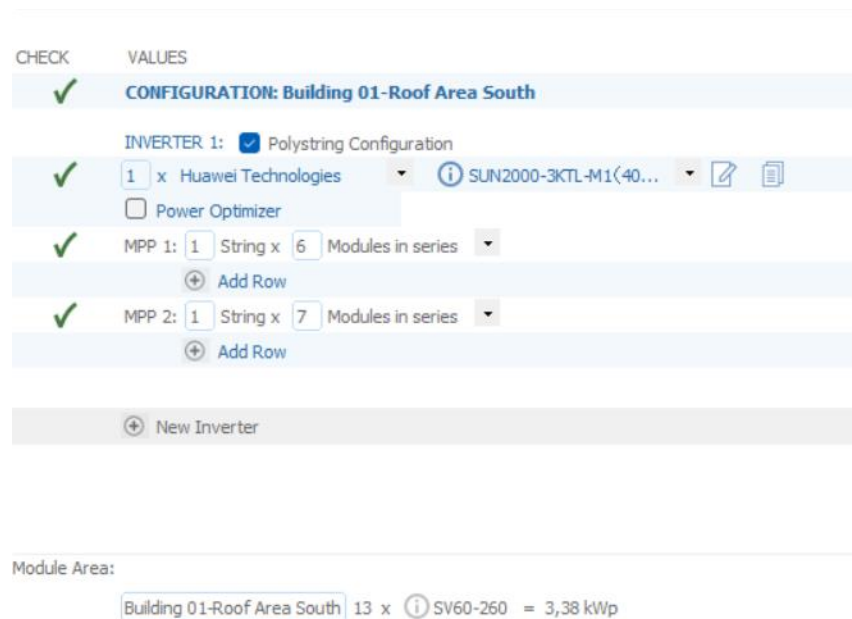 CHECK VALUES
CONFIGURATION: Building 01-Roof Area South
INVERTER 1: Polystring Configuration
1 x Huawei Technologies SUN2000-3KTL-M1(40...
Power Optimizer
MPP 1: 1 String x 6 Modules in series
Add Row
MPP 2: 1 String x 7 Modules in series
Add Row
New Inverter
Module Area:
Building 01-Roof Area South 13 x SV60-260 = 3,38 kWp